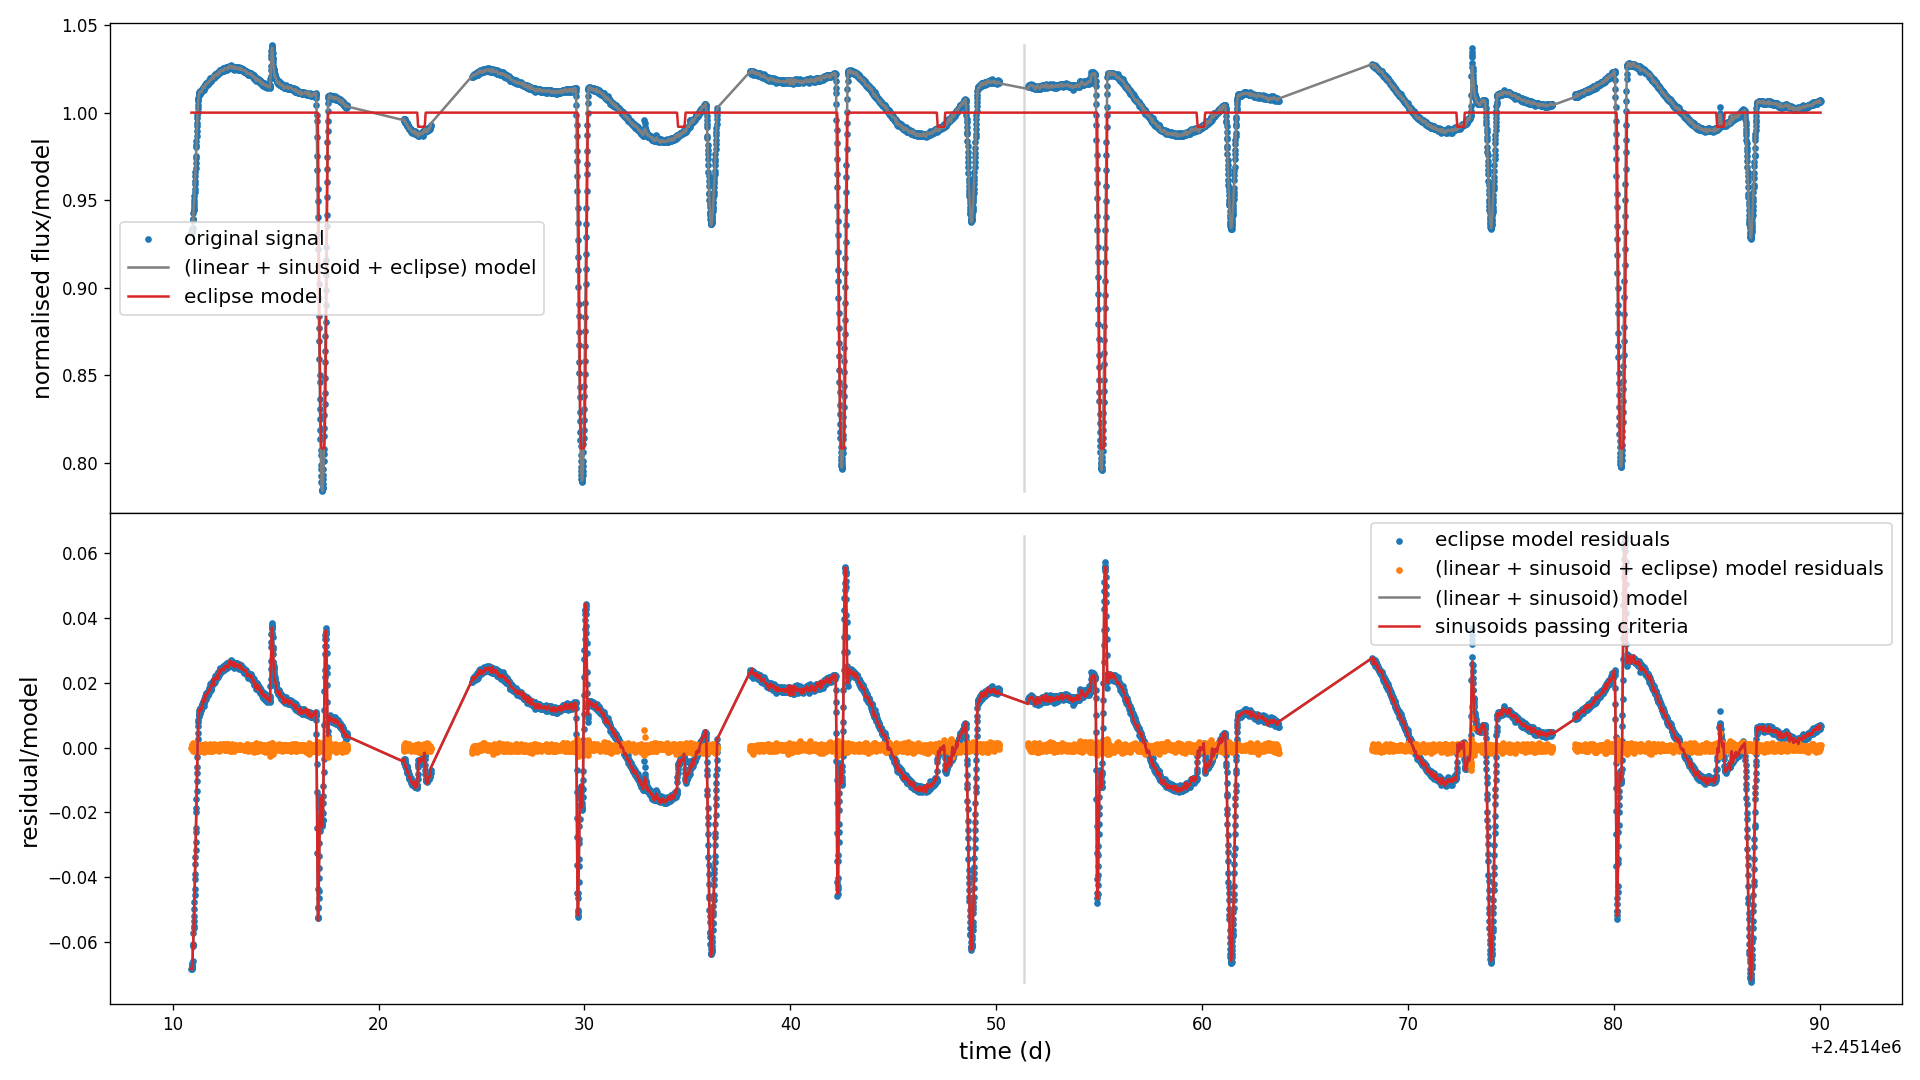 1.05
1.00
0.95
0.90
0.85
0.80
normalised flux/model
original signal
(linear + sinusoid + eclipse) model
eclipse model
0.06
0.04
0.02
0.00
−0.02
−0.04
−0.06
residual/model
eclipse model residuals
(linear + sinusoid + eclipse) model residuals
(linear + sinusoid) model
sinusoids passing criteria
10 20 30 40 50 60 70 80 90
time (d)
+2.4514e6